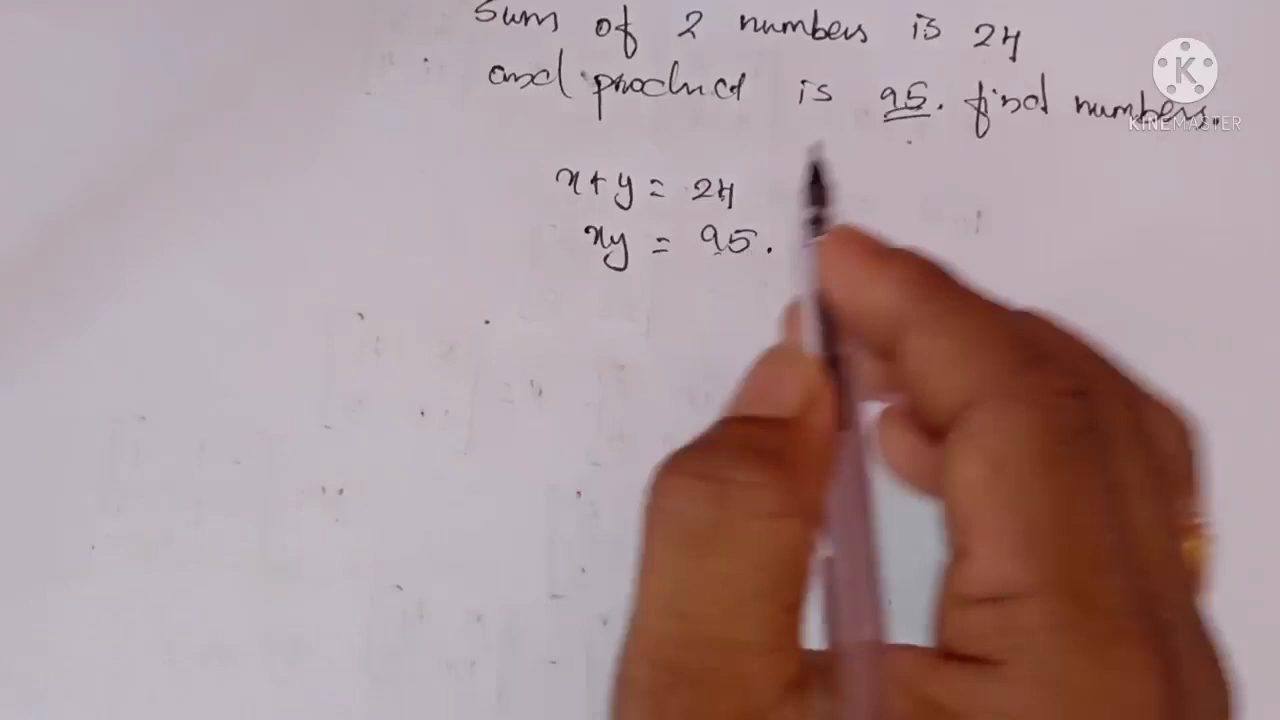 Sum of 2 numbers is 24
and product is 95. find numbers.
x+y = 24
xy = 95.
K
KINEMASTER